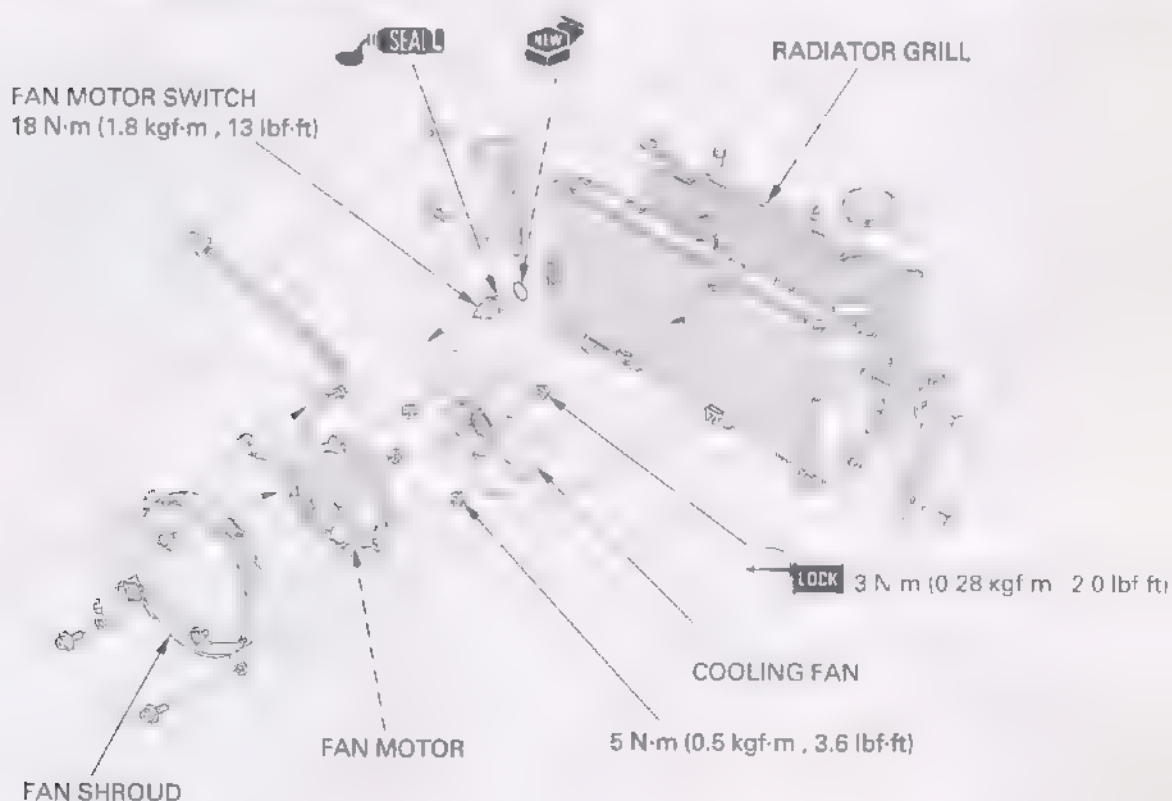 SEAL
NEW
RADIATOR GRILL
FAN MOTOR SWITCH
18 N·m (1.8 kgf·m , 13 lbf·ft)
LOCK 3 N m (0 28 kgf m 2 0 lbf ft)
COOLING FAN
5 N·m (0.5 kgf·m , 3.6 lbf·ft)
FAN MOTOR
FAN SHROUD